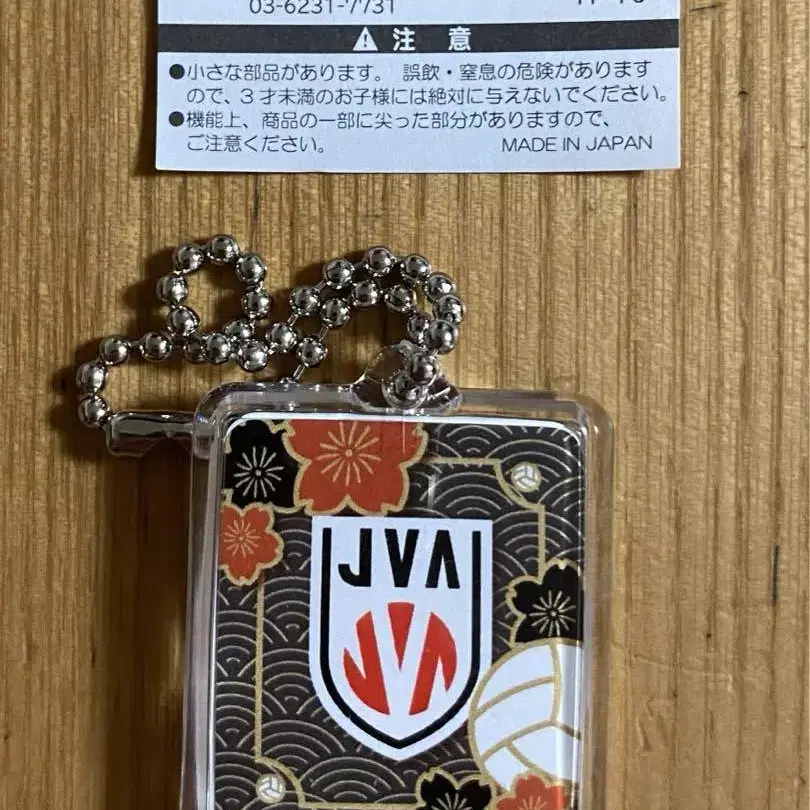 03-6231-7731
注 意
●小さな部品があります。 誤飲・窒息の危険があります
ので、3才未満のお子様には絶対に与えないでください。
●機能上、商品の一部に尖った部分がありますので、
ご注意ください。 MADE IN JAPAN
JVA